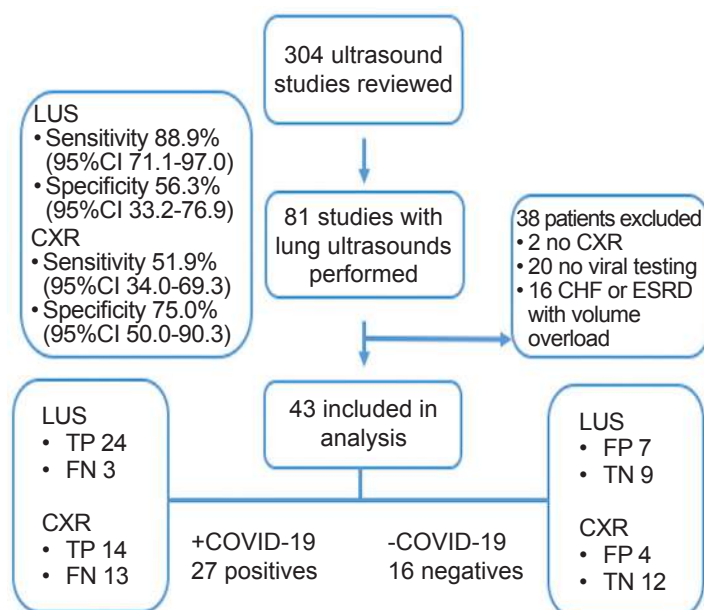 304 ultrasound
studies reviewed
LUS
• Sensitivity 88.9%
(95%CI 71.1-97.0)
• Specificity 56.3%
(95%CI 33.2-76.9)
CXR
• Sensitivity 51.9%
(95%CI 34.0-69.3)
• Specificity 75.0%
(95%CI 50.0-90.3)
81 studies with
lung ultrasounds
performed
38 patients excluded
• 2 no CXR
• 20 no viral testing
• 16 CHF or ESRD
with volume
overload
43 included in
analysis
LUS
• TP 24
• FN 3
CXR
• TP 14
• FN 13
+COVID-19
27 positives
-COVID-19
16 negatives
LUS
• FP 7
• TN 9
CXR
• FP 4
• TN 12